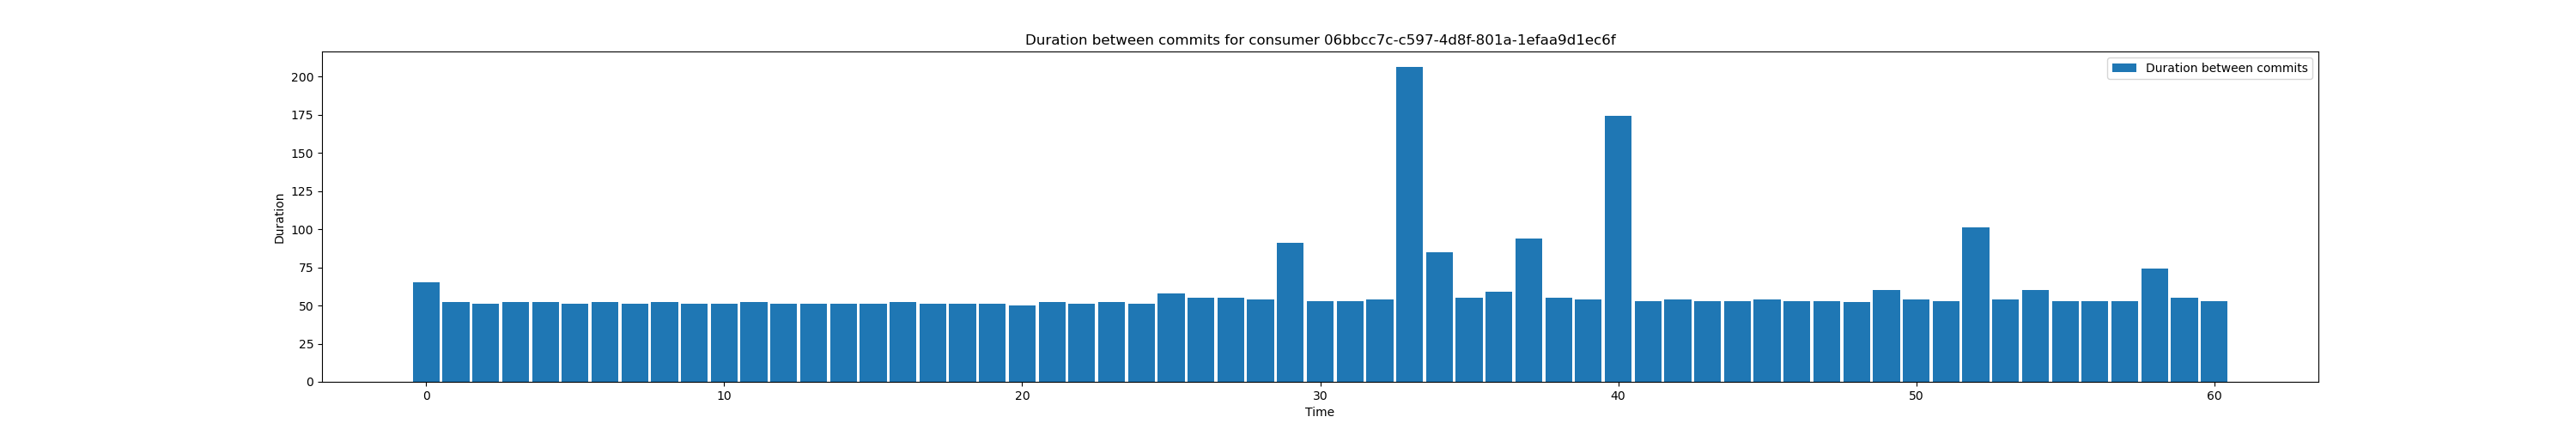 Duration between commits for consumer 06bbcc7c-c597-4d8f-801a-1efaa9d1ec6f
Duration between commits
200
175
150
125
100
75
50
25
0
Duration
0 10 20 30 40 50 60
Time